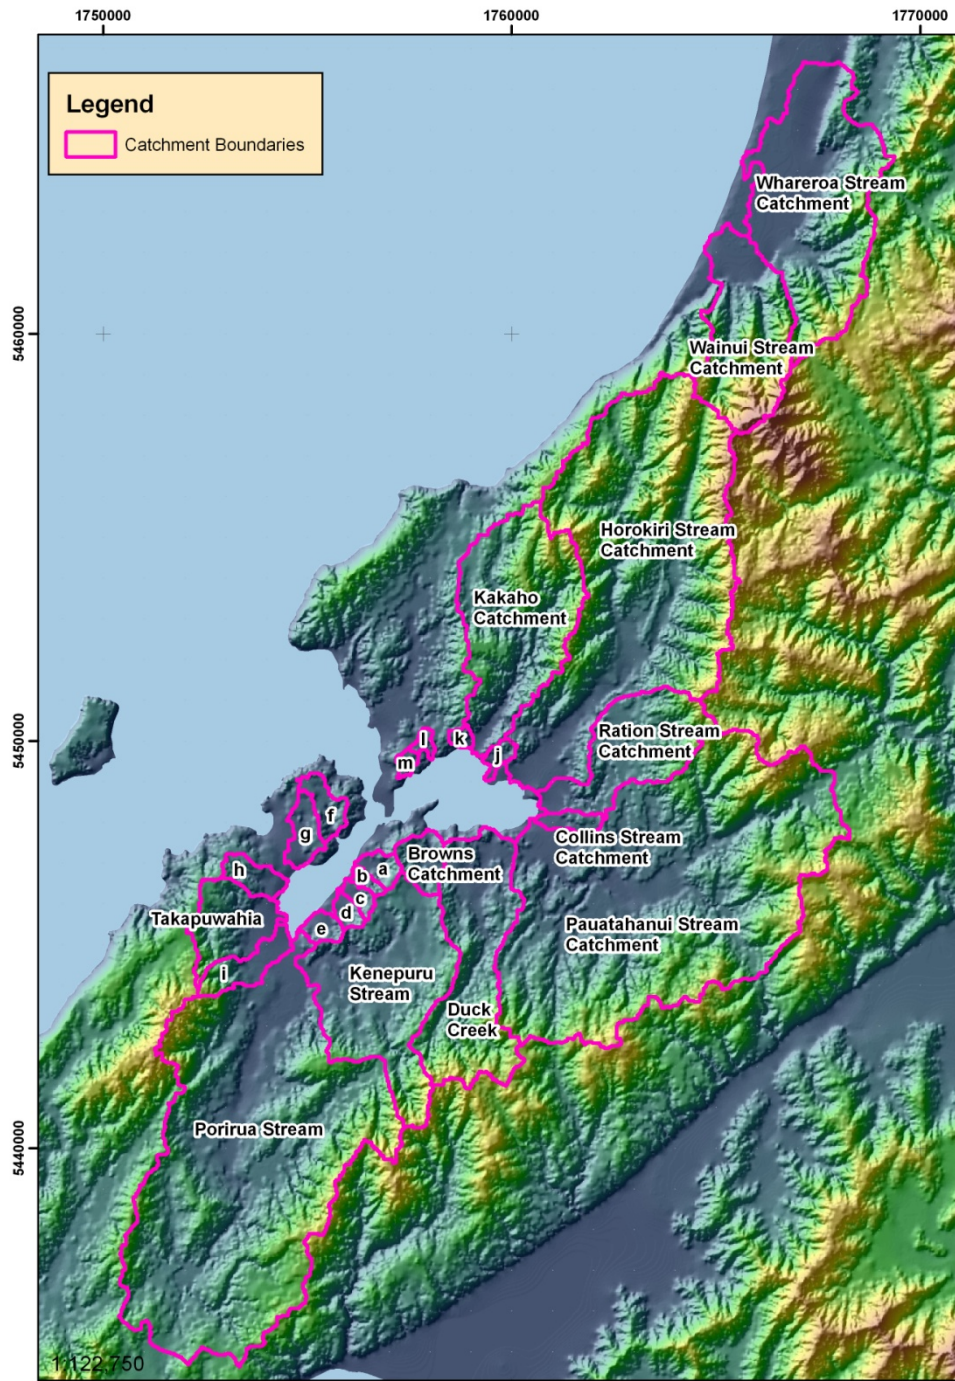 1750000
1760000
1770000
Legend
Catchment Boundaries
Whareroa Stream
Catchment
5460000
Wainui Stream
Catchment
Horokiri Stream
Catchment
Kakaho
Catchment
5450000
Ration Stream
Catchment
l
k
m
j
f
g
Collins Stream
Catchment
Browns
Catchment
h
a
b
c
d
e
Takapuwahia
Pauatahanui Stream
Catchment
i
Kenepuru
Stream
Duck
Creek
Porirua Stream
5440000
1:122,750